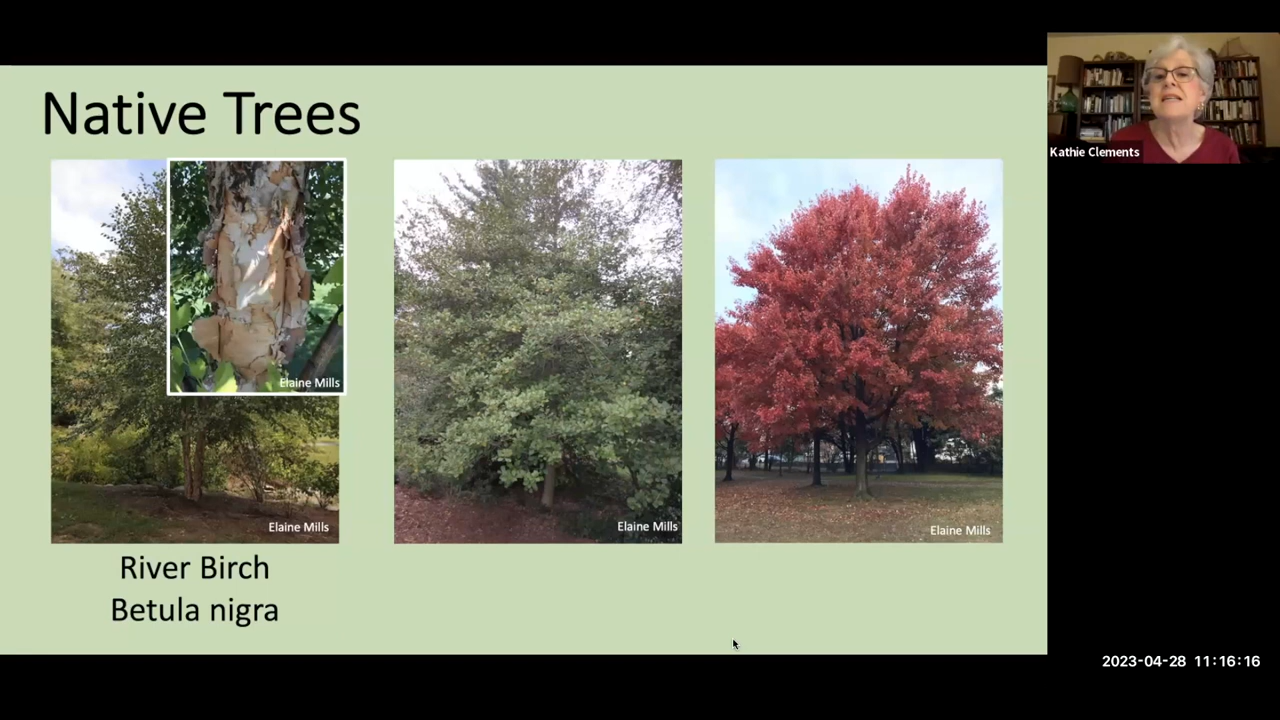 Native Trees
Kathie Clements
Elaine Mills
Elaine Mills
Elaine Mills
Elaine Mills
River Birch
Betula nigra
2023-04-28 11:16:16